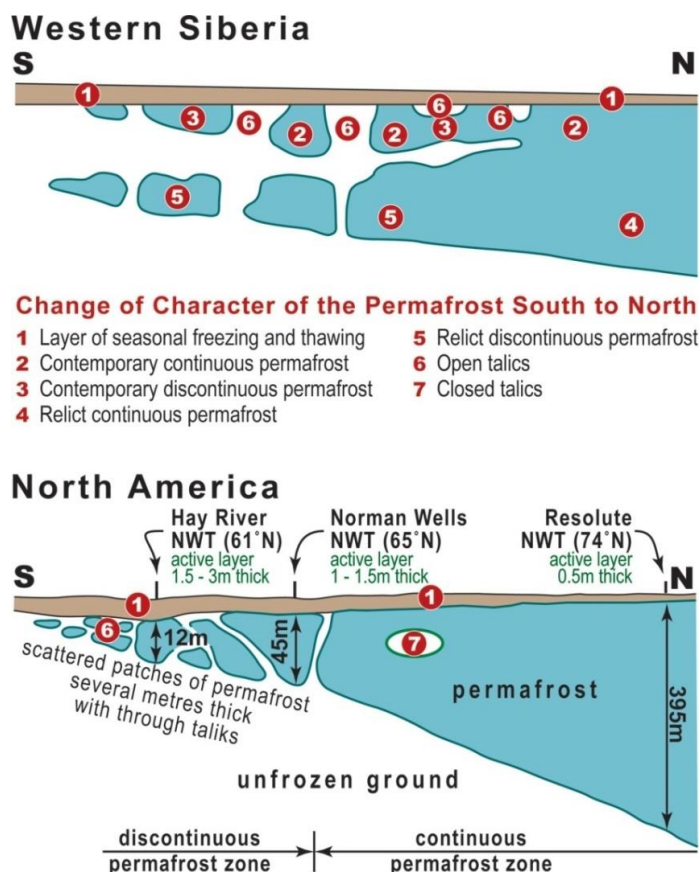 Western Siberia
S N
1 1
3 6 2 6 2 3 6 6 2
5 5 4
Change of Character of the Permafrost South to North
1 Layer of seasonal freezing and thawing
2 Contemporary continuous permafrost
3 Contemporary discontinuous permafrost
4 Relict continuous permafrost
5 Relict discontinuous permafrost
6 Open talics
7 Closed talics
North America
Hay River
NWT (61°N)
active layer
1.5 - 3m thick
Norman Wells
NWT (65°N)
active layer
1 - 1.5m thick
Resolute
NWT (74°N)
active layer
0.5m thick
S N
1 1
6 12m 45m 7
scattered patches of permafrost
several metres thick
with through taliks
permafrost
395m
unfrozen ground
discontinuous
permafrost zone
continuous
permafrost zone